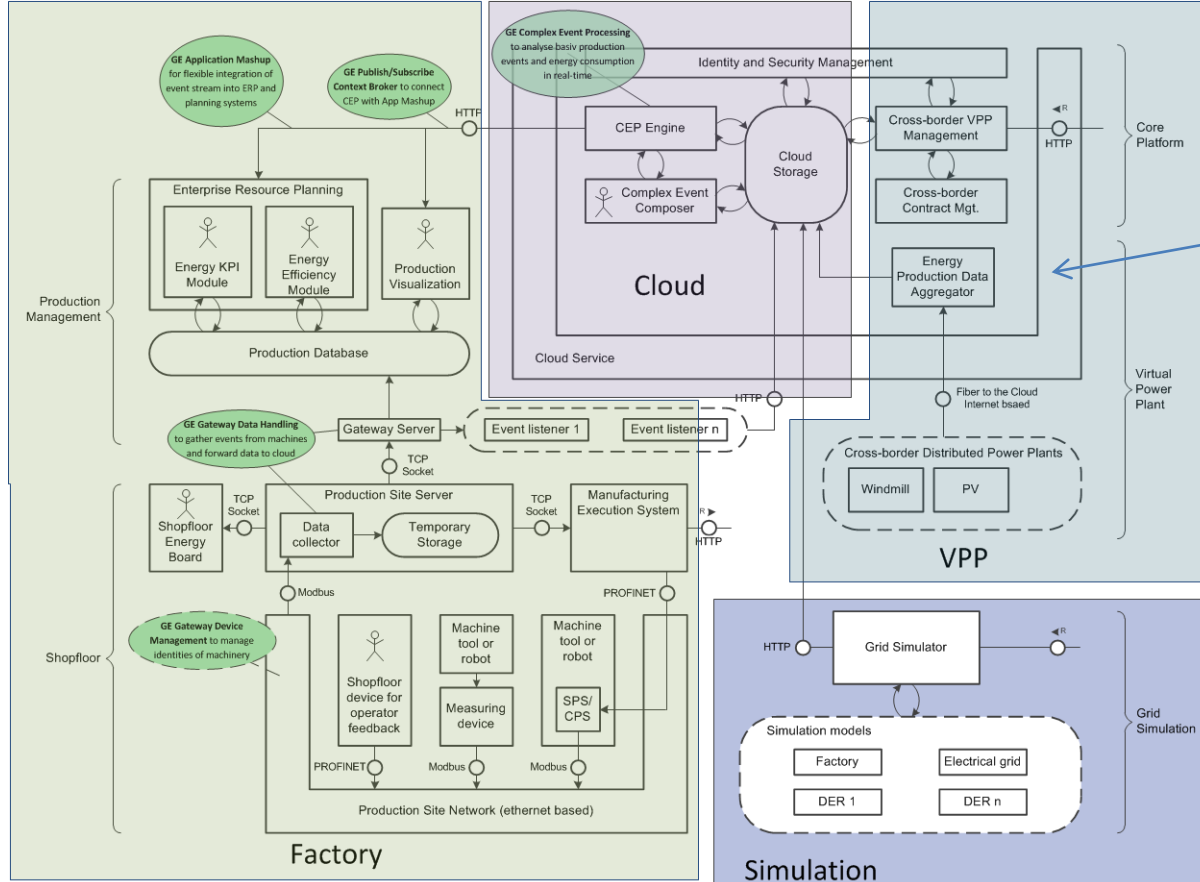 GE Application Mashup
for flexible integration of
event stream into ERP and
planning systems
GE Publish/Subscribe
Context Broker to connect
CEP with App Mashup
GE Complex Event Processing
to analyse basiv production
events and energy consumption
in real-time
Identity and Security Management
HTTP
CEP Engine
Cloud
Storage
Cross-border VPP
Management
R
HTTP
Core
Platform
Complex Event
Composer
Cross-border
Contract Mgt.
Enterprise Resource Planning
Energy KPI
Module
Energy
Efficiency
Module
Production
Visualization
Production
Management
Production Database
Cloud
Energy
Production Data
Aggregator
Cloud Service
Virtual
Power
Plant
HTTP
Fiber to the Cloud
Internet bsaed
GE Gateway Data Handling
to gather events from machines
and forward data to cloud
Gateway Server
Event listener 1
Event listener n
TCP
Socket
Cross-border Distributed Power Plants
Windmill
PV
VPP
Shopfloor
Energy
Board
TCP
Socket
Production Site Server
Data
collector
Temporary
Storage
TCP
Socket
Manufacturing
Execution System
R
HTTP
Modbus
PROFINET
GE Gateway Device
Management to manage
identities of machinery
Shopfloor
Shopfloor
device for
operator
feedback
Machine
tool or
robot
Measuring
device
Machine
tool or
robot
SPS/
CPS
PROFINET
Modbus
Modbus
Production Site Network (ethernet based)
Factory
HTTP
Grid Simulator
R
Grid
Simulation
Simulation models
Factory
Electrical grid
DER 1
DER n
Simulation